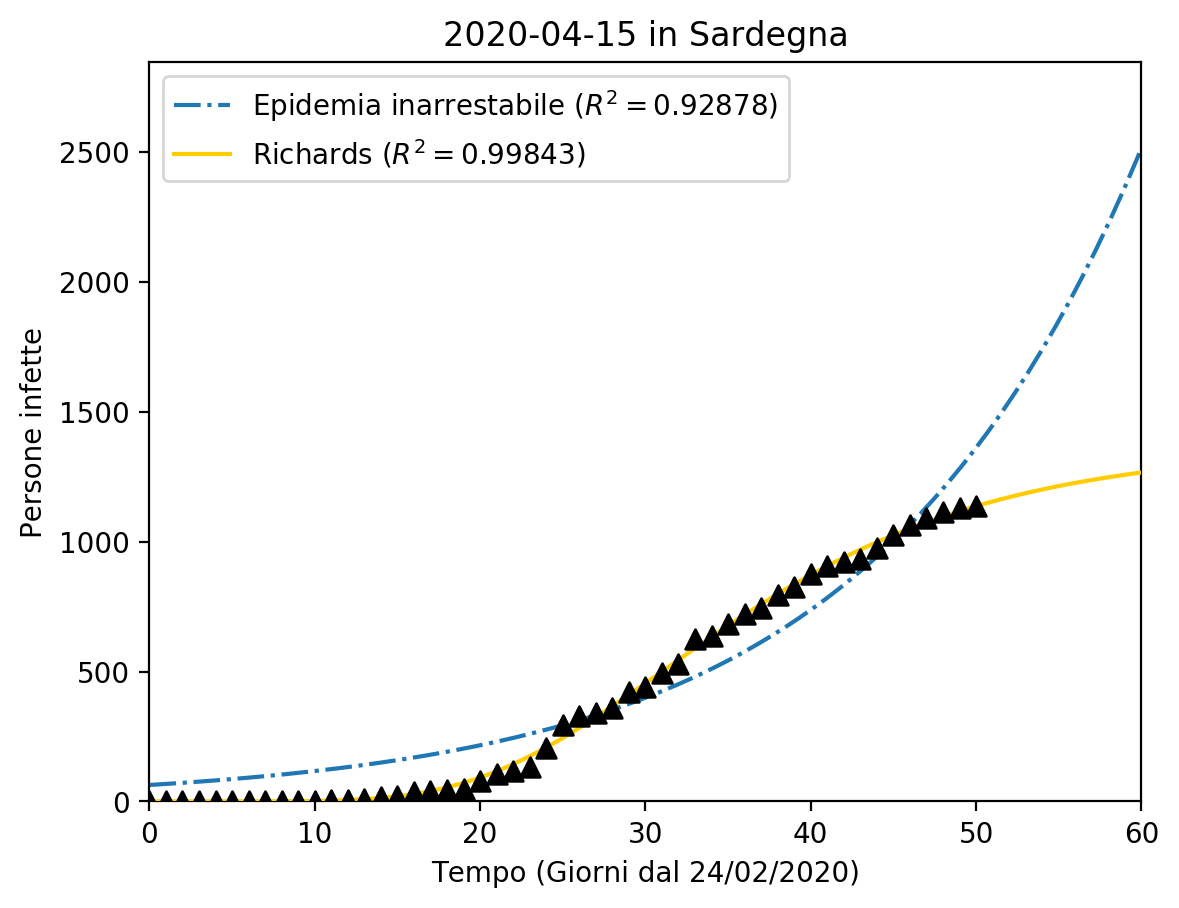 2020-04-15 in Sardegna
Epidemia inarrestabile (R² = 0.92878)
Richards (R² = 0.99843)
2500
2000
1500
1000
500
0
Persone infette
0 10 20 30 40 50 60
Tempo (Giorni dal 24/02/2020)